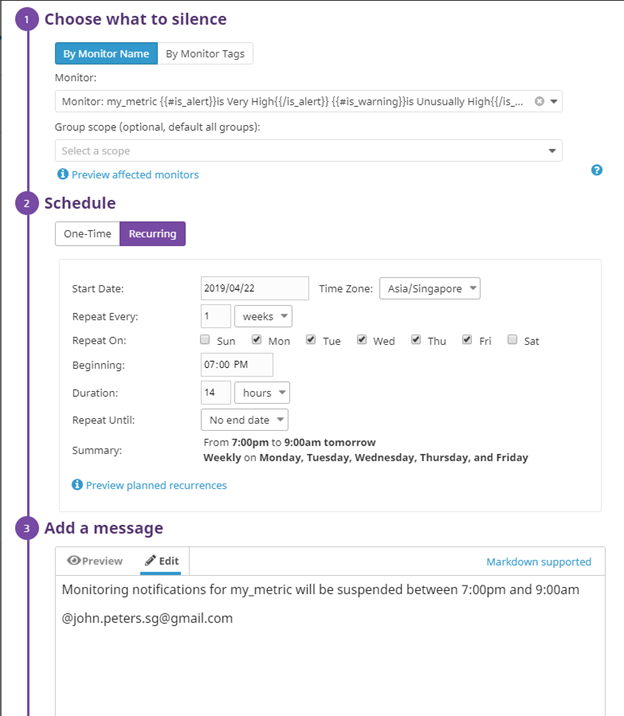 1 Choose what to silence
By Monitor Name By Monitor Tags
Monitor:
Monitor: my_metric {{#is_alert}}is Very High{{/is_alert}} {{#is_warning}}is Unusually High{{/is_...
Group scope (optional, default all groups):
Select a scope
Preview affected monitors
2 Schedule
One-Time Recurring
Start Date: 2019/04/22 Time Zone: Asia/Singapore
Repeat Every: 1 weeks
Repeat On: Sun Mon Tue Wed Thu Fri Sat
Beginning: 07:00 PM
Duration: 14 hours
Repeat Until: No end date
Summary: From 7:00pm to 9:00am tomorrow
Weekly on Monday, Tuesday, Wednesday, Thursday, and Friday
Preview planned recurrences
3 Add a message
Preview Edit Markdown supported
Monitoring notifications for my_metric will be suspended between 7:00pm and 9:00am
@john.peters.sg@gmail.com